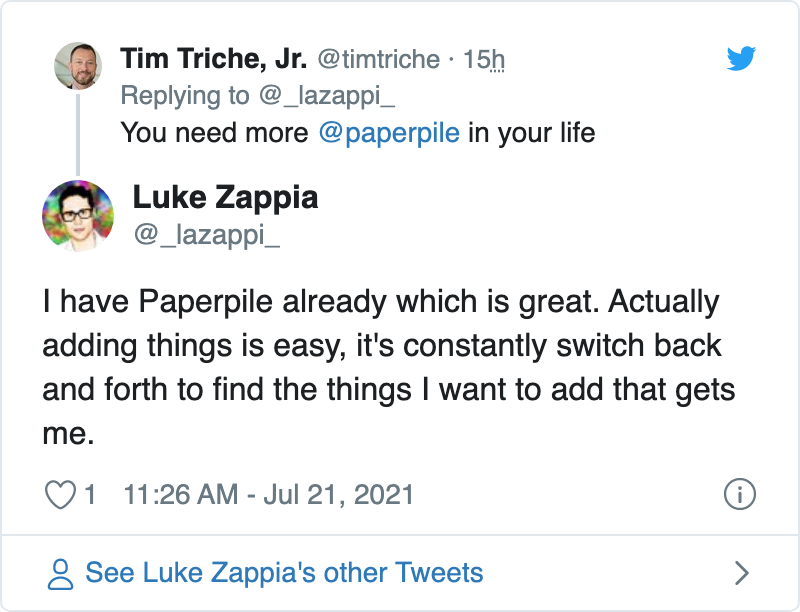 Tim Triche, Jr. @timtriche · 15h
Replying to @_lazappi_
You need more @paperpile in your life
Luke Zappia
@_lazappi_
I have Paperpile already which is great. Actually
adding things is easy, it's constantly switch back
and forth to find the things I want to add that gets
me.
1 11:26 AM - Jul 21, 2021
See Luke Zappia's other Tweets